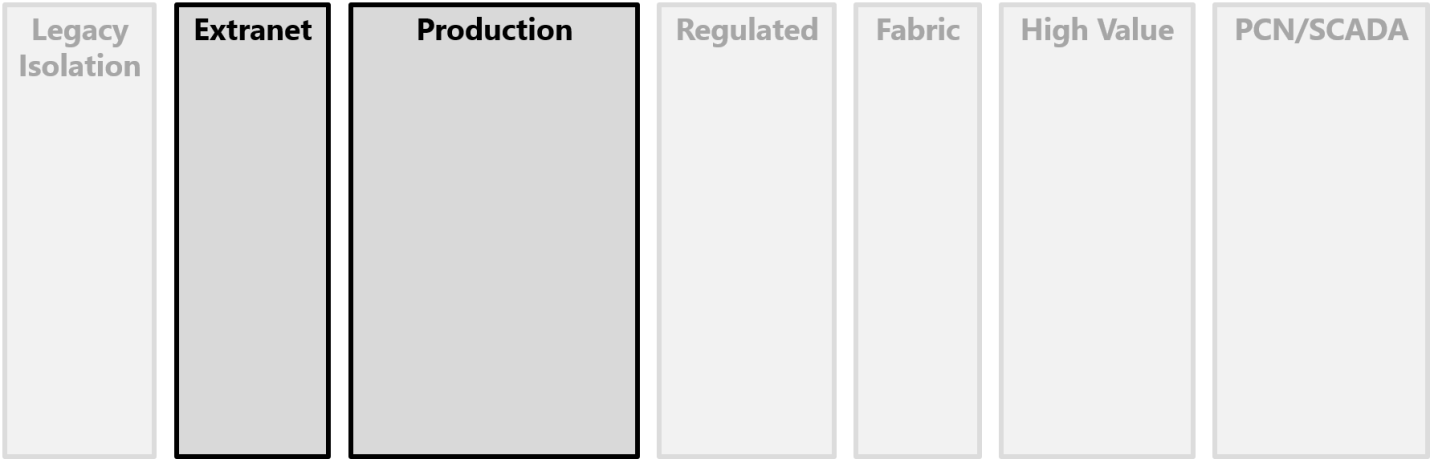 Legacy
Isolation
Extranet
Production
Regulated
Fabric
High Value
PCN/SCADA